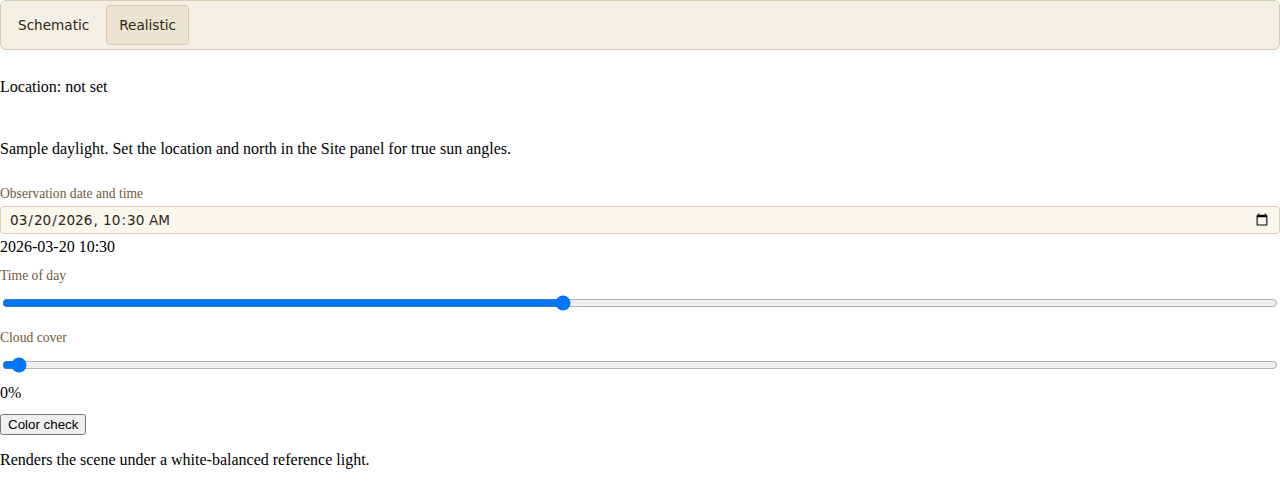 Schematic Realistic
Location: not set
Sample daylight. Set the location and north in the Site panel for true sun angles.
Observation date and time
03/20/2026, 10:30 AM
2026-03-20 10:30
Time of day
Cloud cover
0%
Color check
Renders the scene under a white-balanced reference light.